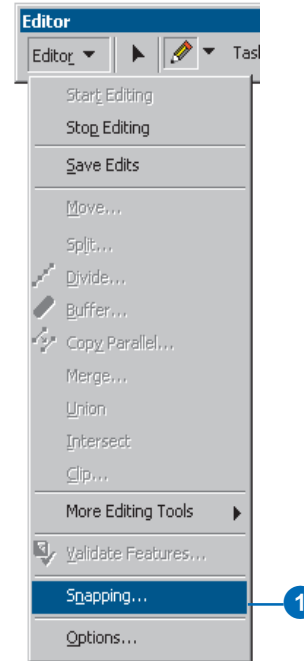 Editor
Editor
Start Editing
Stop Editing
Save Edits
Move...
Split...
Divide...
Buffer...
Copy Parallel...
Merge...
Union
Intersect
Clip...
More Editing Tools
Validate Features...
Snapping...
1
Options...